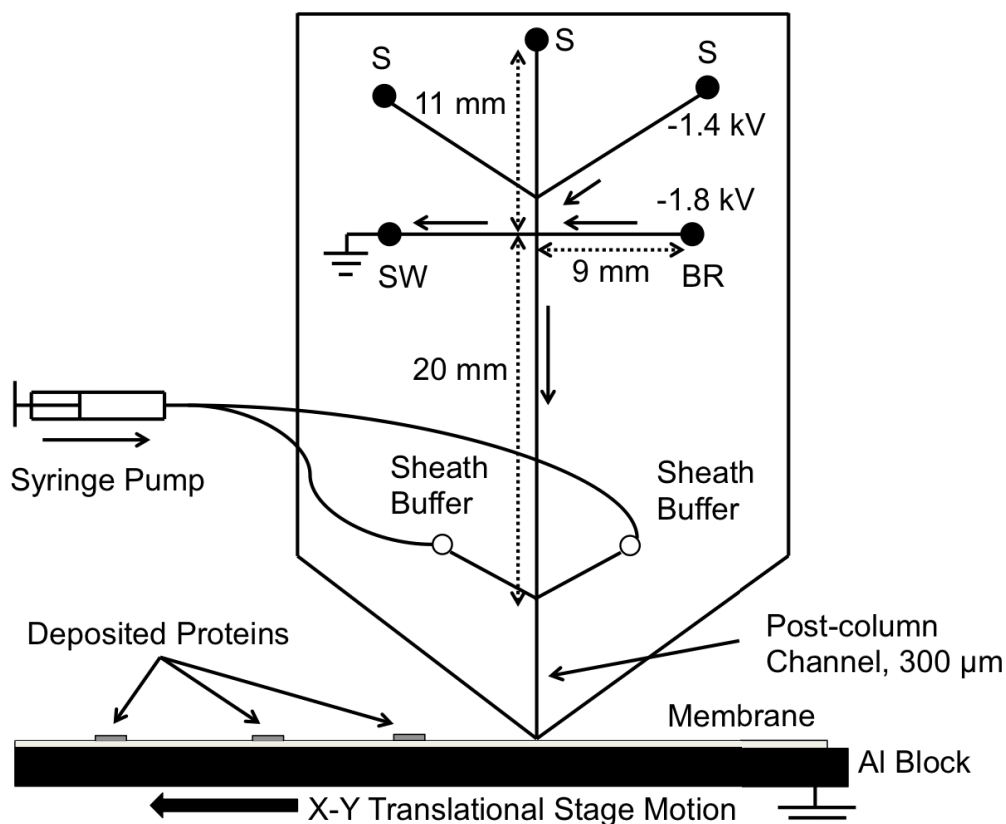 S
S
S
11 mm
-1.4 kV
-1.8 kV
SW
9 mm
BR
20 mm
Syringe Pump
Sheath
Buffer
Sheath
Buffer
Deposited Proteins
Post-column
Channel, 300 µm
Membrane
Al Block
X-Y Translational Stage Motion